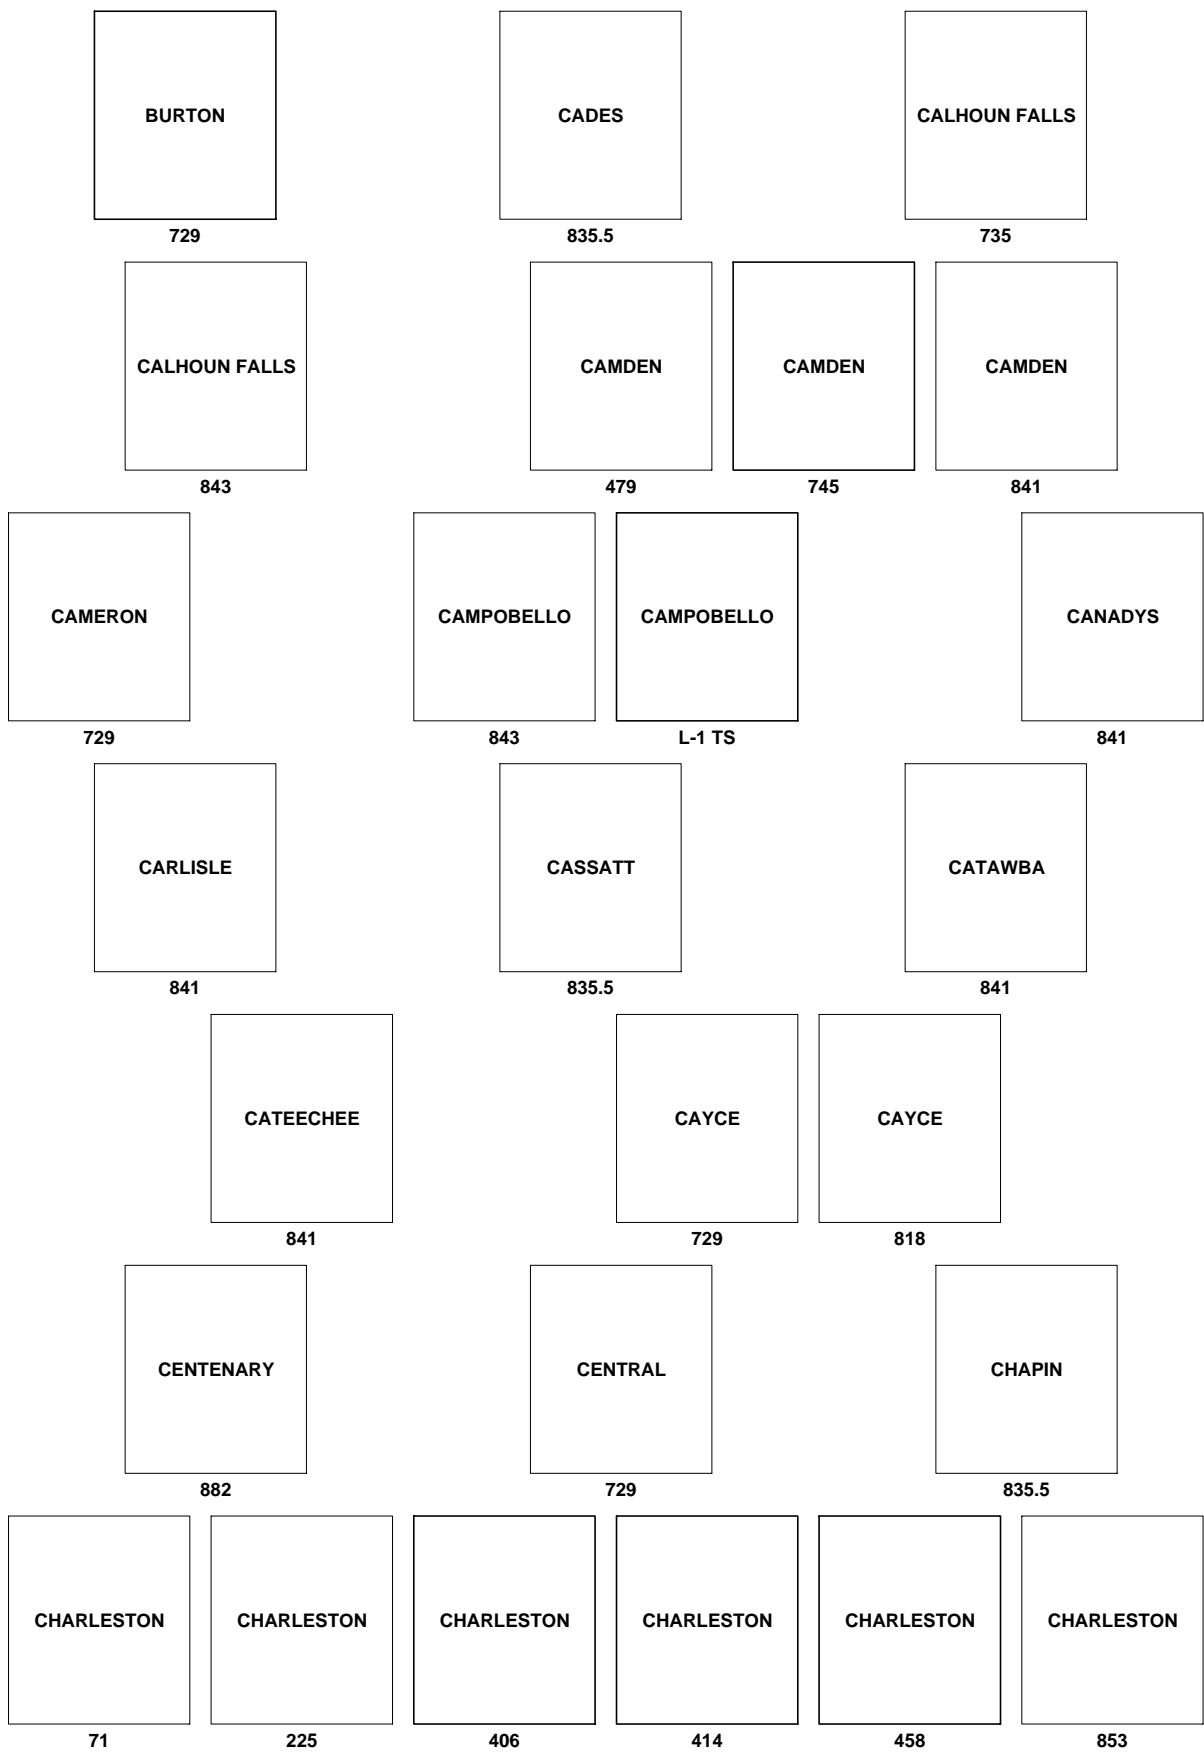 BURTON CADES CALHOUN FALLS
729 835.5 735
CALHOUN FALLS CAMDEN CAMDEN CAMDEN
843 479 745 841
CAMERON CAMPOBELLO CAMPOBELLO CANADYS
729 843 L-1 TS 841
CARLISLE CASSATT CATAWBA
841 835.5 841
CATEECHEE CAYCE CAYCE
841 729 818
CENTENARY CENTRAL CHAPIN
882 729 835.5
CHARLESTON CHARLESTON CHARLESTON CHARLESTON CHARLESTON CHARLESTON
71 225 406 414 458 853